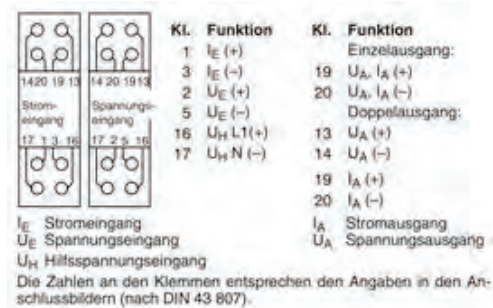 14 20 19 13
14 20 19 13
Strom-
eingang
Spannungs-
eingang
17 1 3 16
17 2 5 16
Kl. Funktion
1 IE (+)
3 IE (–)
2 UE (+)
5 UE (–)
16 UH L1(+)
17 UH N (–)
Kl. Funktion
Einzelausgang:
19 UA, IA (+)
20 UA, IA (–)
Doppelausgang:
13 UA (+)
14 UA (–)
19 IA (+)
20 IA (–)
IE Stromeingang
UE Spannungseingang
UH Hilfsspannungseingang
IA Stromausgang
UA Spannungsausgang
Die Zahlen an den Klemmen entsprechen den Angaben in den An-
schlussbildern (nach DIN 43 807).